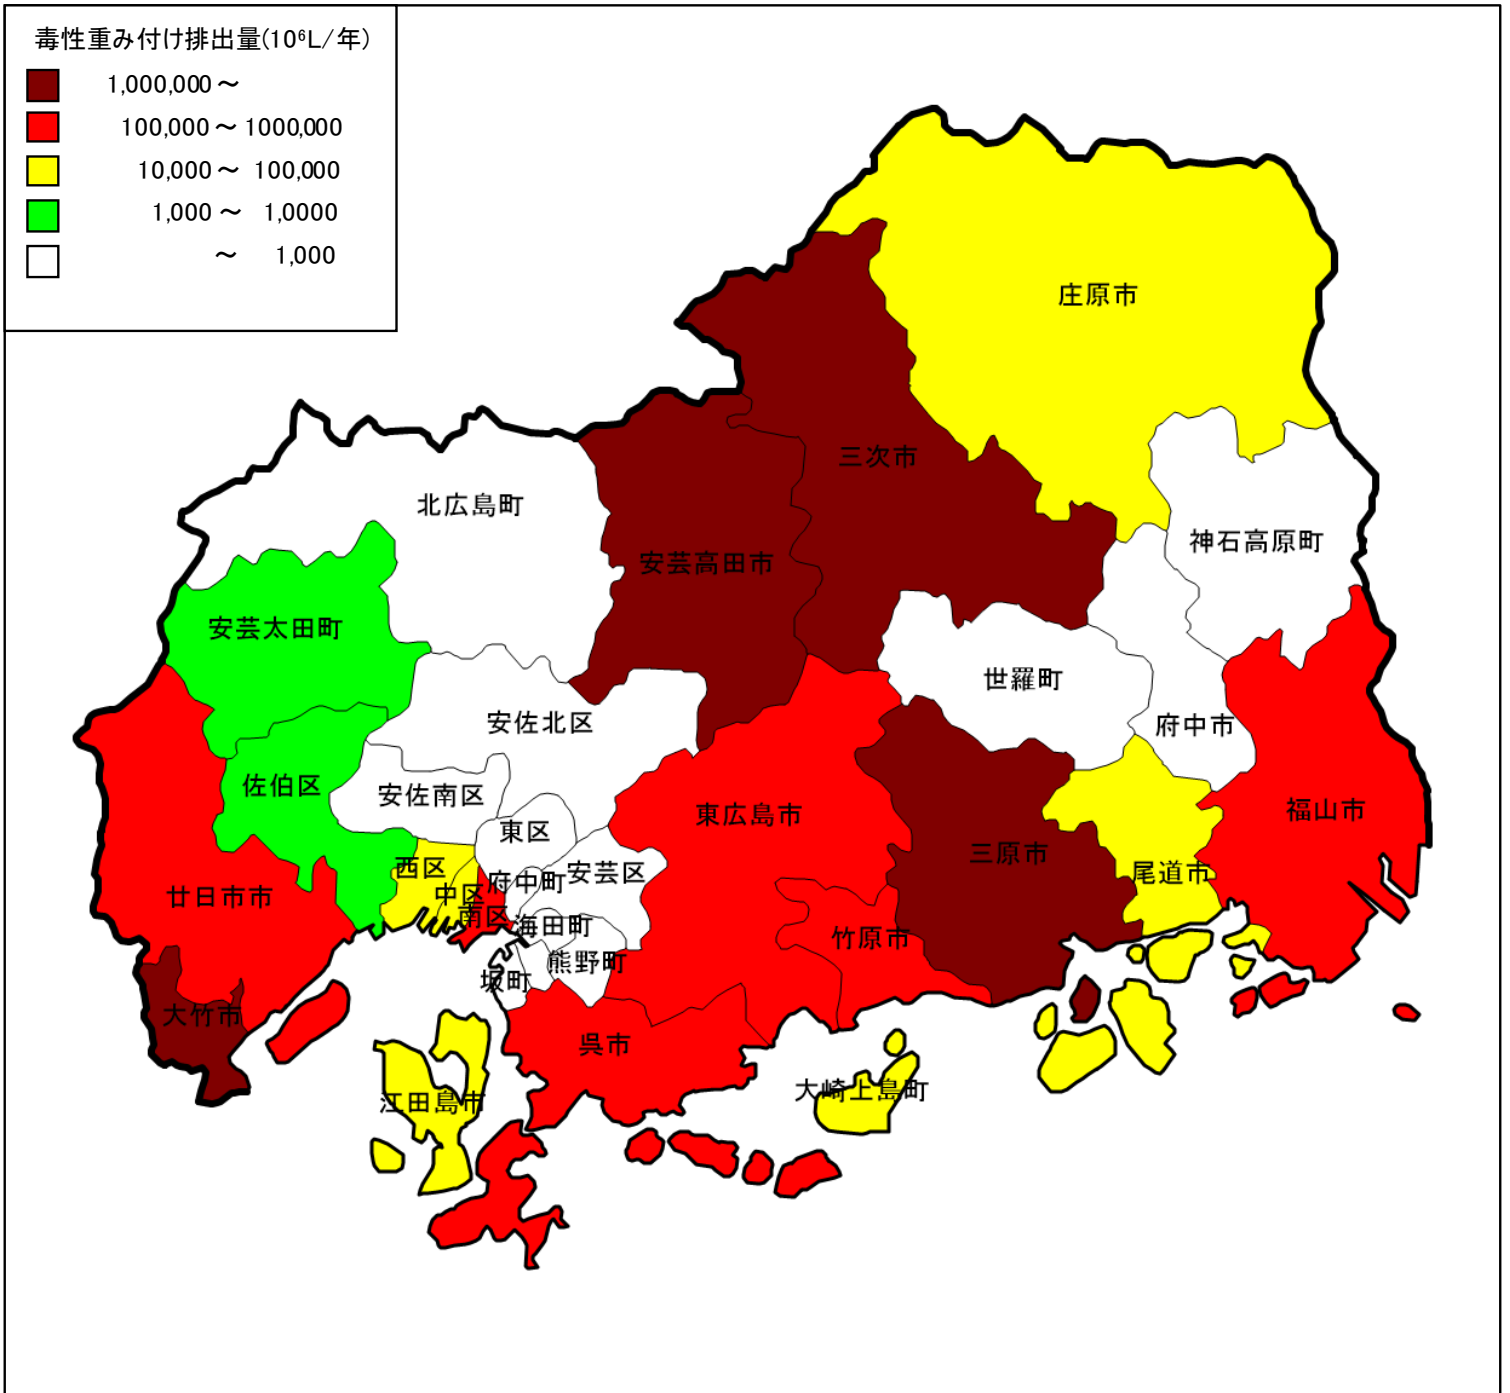 毒性重み付け排出量(10⁶L/年)
1,000,000～
100,000～1000,000
10,000～ 100,000
1,000～ 1,0000
～ 1,000
庄原市
三次市
北広島町
神石高原町
安芸高田市
安芸太田町
世羅町
安佐北区
府中市
佐伯区
安佐南区
福山市
東広島市
東区
三原市
西区
安芸区
尾道市
府中町
中区
廿日市市
南区
海田町
竹原市
熊野町
坂町
大竹市
呉市
大崎上島町
江田島市